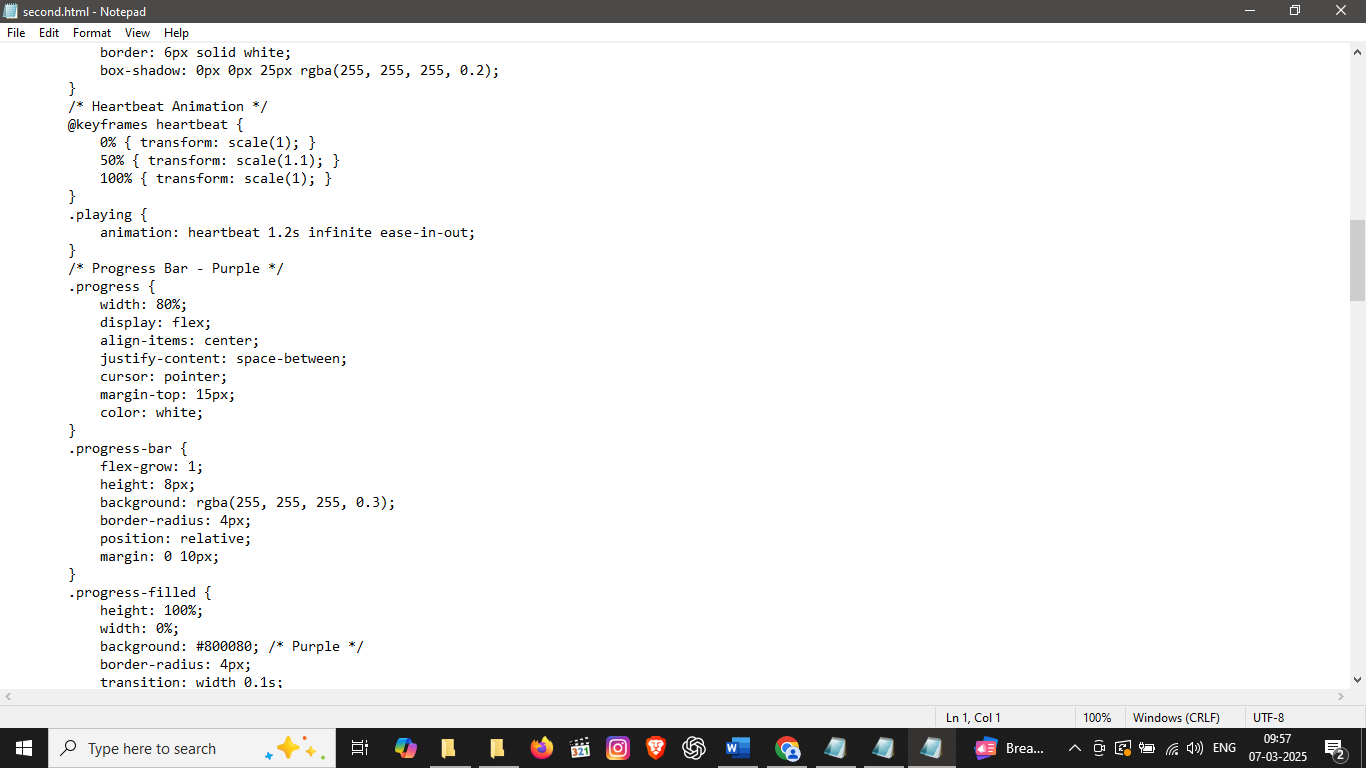 second.html - Notepad
File Edit Format View Help
border: 6px solid white;
box-shadow: 0px 0px 25px rgba(255, 255, 255, 0.2);
}
/* Heartbeat Animation */
@keyframes heartbeat {
0% { transform: scale(1); }
50% { transform: scale(1.1); }
100% { transform: scale(1); }
}
.playing {
animation: heartbeat 1.2s infinite ease-in-out;
}
/* Progress Bar - Purple */
.progress {
width: 80%;
display: flex;
align-items: center;
justify-content: space-between;
cursor: pointer;
margin-top: 15px;
color: white;
}
.progress-bar {
flex-grow: 1;
height: 8px;
background: rgba(255, 255, 255, 0.3);
border-radius: 4px;
position: relative;
margin: 0 10px;
}
.progress-filled {
height: 100%;
width: 0%;
background: #800080; /* Purple */
border-radius: 4px;
transition: width 0.1s;
Ln 1, Col 1 100% Windows (CRLF) UTF-8
Type here to search 321 W Brea... ENG 09:57
07-03-2025 2